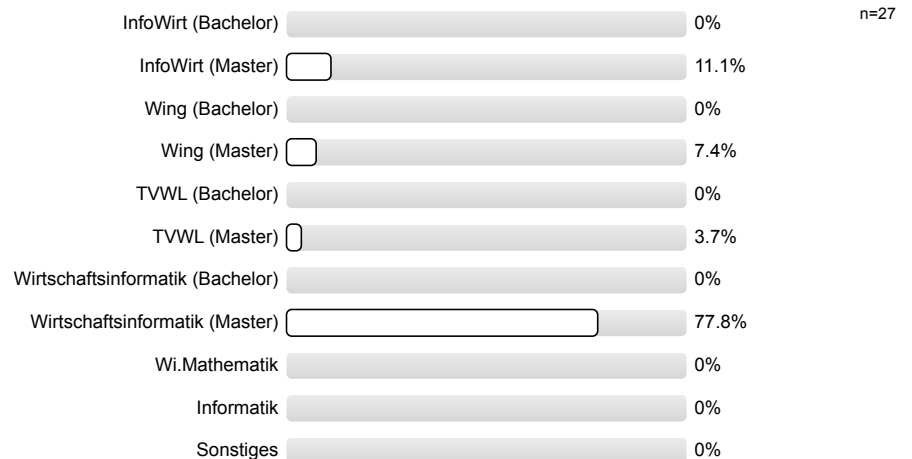 InfoWirt (Bachelor) 0% n=27
InfoWirt (Master) 11.1%
Wing (Bachelor) 0%
Wing (Master) 7.4%
TVWL (Bachelor) 0%
TVWL (Master) 3.7%
Wirtschaftsinformatik (Bachelor) 0%
Wirtschaftsinformatik (Master) 77.8%
Wi.Mathematik 0%
Informatik 0%
Sonstiges 0%